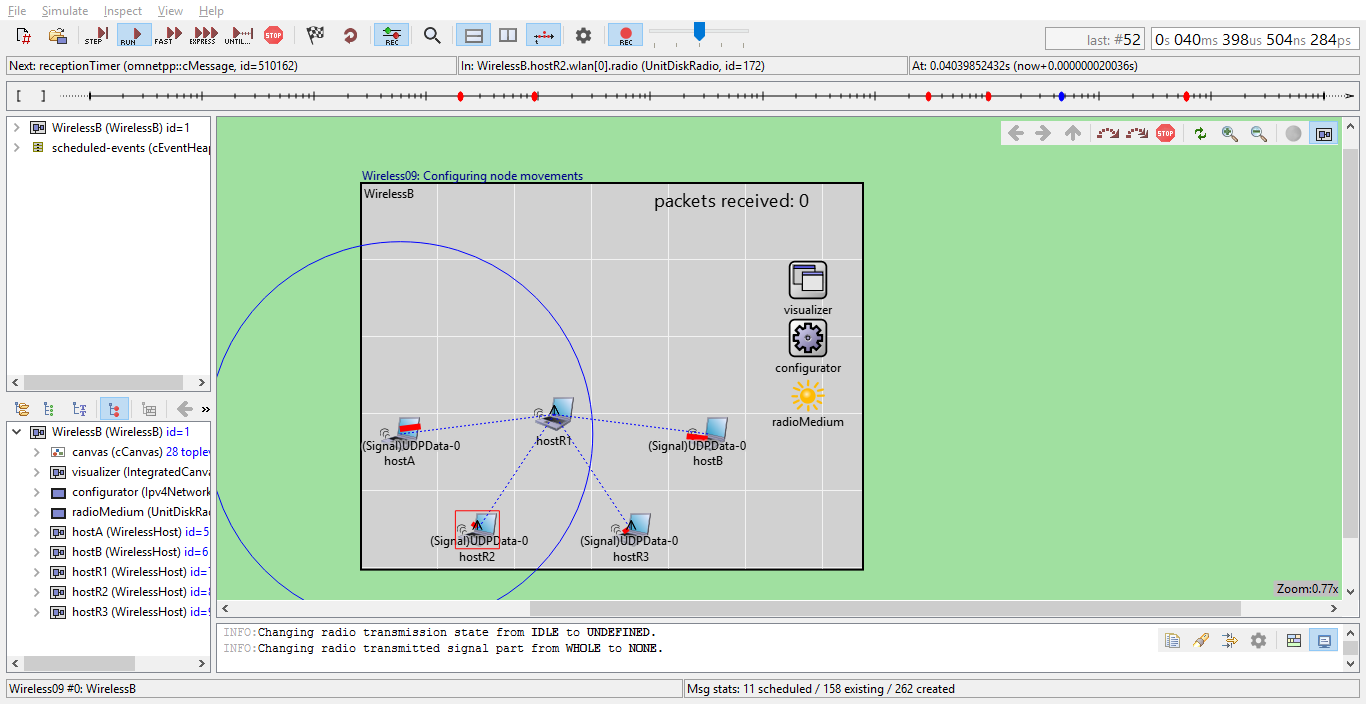 File Simulate Inspect View Help
STEP RUN FAST EXPRESS UNTIL... STOP REC REC
last: #52 0s 040ms 398us 504ns 284ps
Next: receptionTimer (omnetpp::cMessage, id=510162) In: WirelessB.hostR2.wlan[0].radio (UnitDiskRadio, id=172) At: 0.04039852432s (now+0.000000020036s)
[ ]
WirelessB (WirelessB) id=1
scheduled-events (cEventHeap
STOP
Wireless09: Configuring node movements
WirelessB
packets received: 0
visualizer
configurator
radioMedium
hostR1
(Signal)UDPData-0
hostA
(Signal)UDPData-0
hostB
(Signal)UDPData-0
hostR2
(Signal)UDPData-0
hostR3
Zoom:0.77x
»
WirelessB (WirelessB) id=1
canvas (cCanvas) 28 toplev
visualizer (IntegratedCanva
configurator (Ipv4Network
radioMedium (UnitDiskRad
hostA (WirelessHost) id=5
hostB (WirelessHost) id=6
hostR1 (WirelessHost) id=
hostR2 (WirelessHost) id=
hostR3 (WirelessHost) id=
INFO:Changing radio transmission state from IDLE to UNDEFINED.
INFO:Changing radio transmitted signal part from WHOLE to NONE.
Wireless09 #0: WirelessB Msg stats: 11 scheduled / 158 existing / 262 created